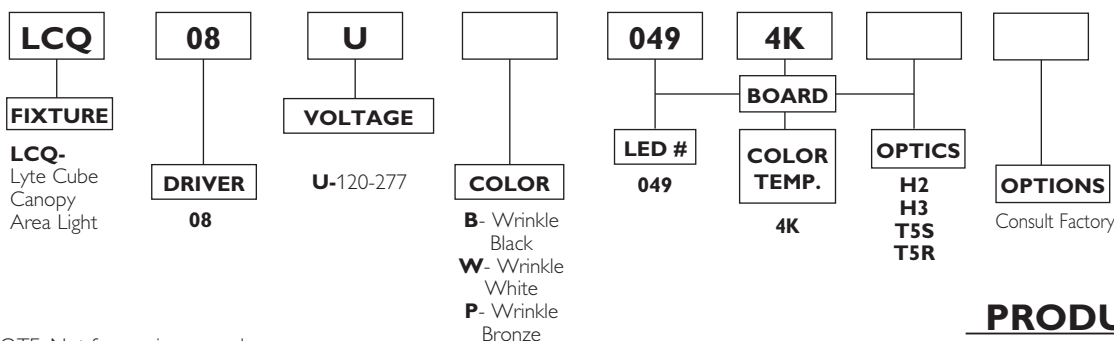 LCQ 08 U 049 4K
FIXTURE
LCQ-
Lyte Cube
Canopy
Area Light
DRIVER
08
VOLTAGE
U-120-277
COLOR
B- Wrinkle
Black
W- Wrinkle
White
P- Wrinkle
Bronze
BOARD
LED #
049
COLOR
TEMP.
4K
OPTICS
H2
H3
T5S
T5R
OPTIONS
Consult Factory
PRODU